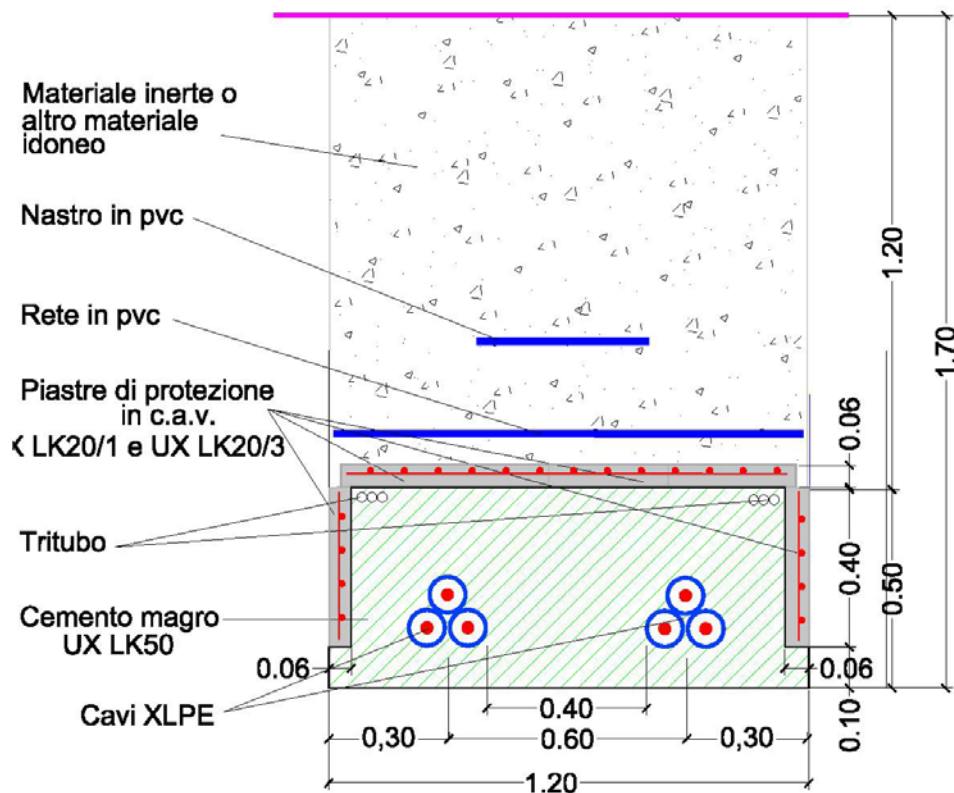 Materiale inerte o
altro materiale
idoneo
Nastro in pvc
Rete in pvc
Piastre di protezione
in c.a.v.
X LK20/1 e UX LK20/3
Tritubo
Cemento magro
UX LK50
Cavi XLPE
1.20
1.70
0.06
0.40
0.50
0.10
0.06
0.06
0.40
0,30
0.60
0,30
1.20